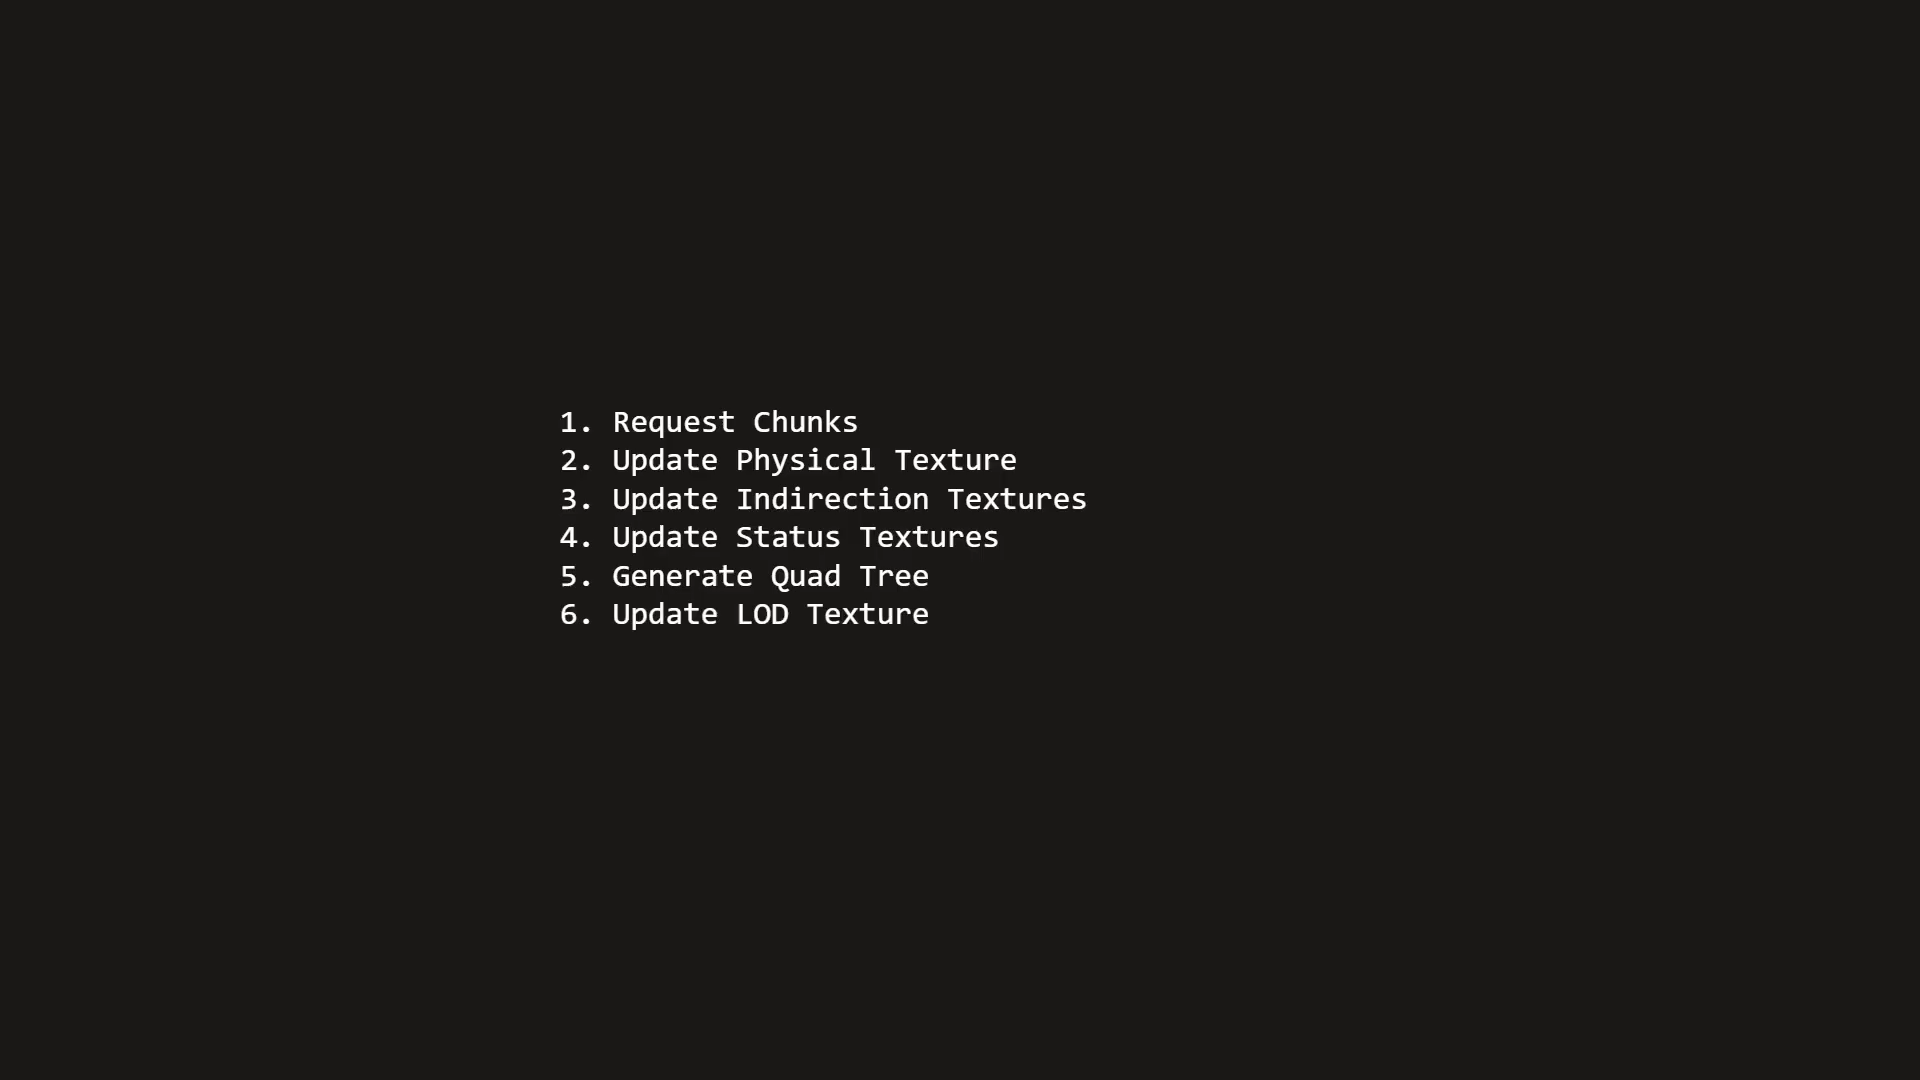 1. Request Chunks
2. Update Physical Texture
3. Update Indirection Textures
4. Update Status Textures
5. Generate Quad Tree
6. Update LOD Texture